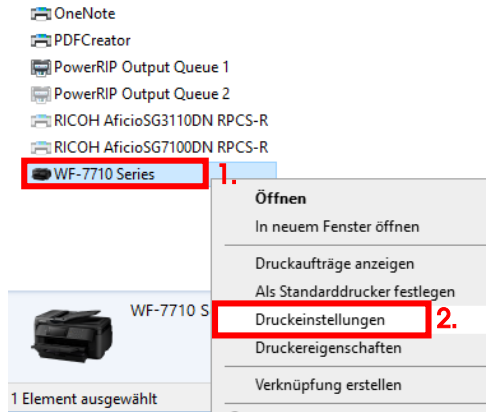 OneNote
PDFCreator
PowerRIP Output Queue 1
PowerRIP Output Queue 2
RICOH AficioSG3110DN RPCS-R
RICOH AficioSG7100DN RPCS-R
WF-7710 Series
1.
Öffnen
In neuem Fenster öffnen
Druckaufträge anzeigen
Als Standarddrucker festlegen
WF-7710 S
Druckeinstellungen
2.
Druckereigenschaften
Verknüpfung erstellen
1 Element ausgewählt